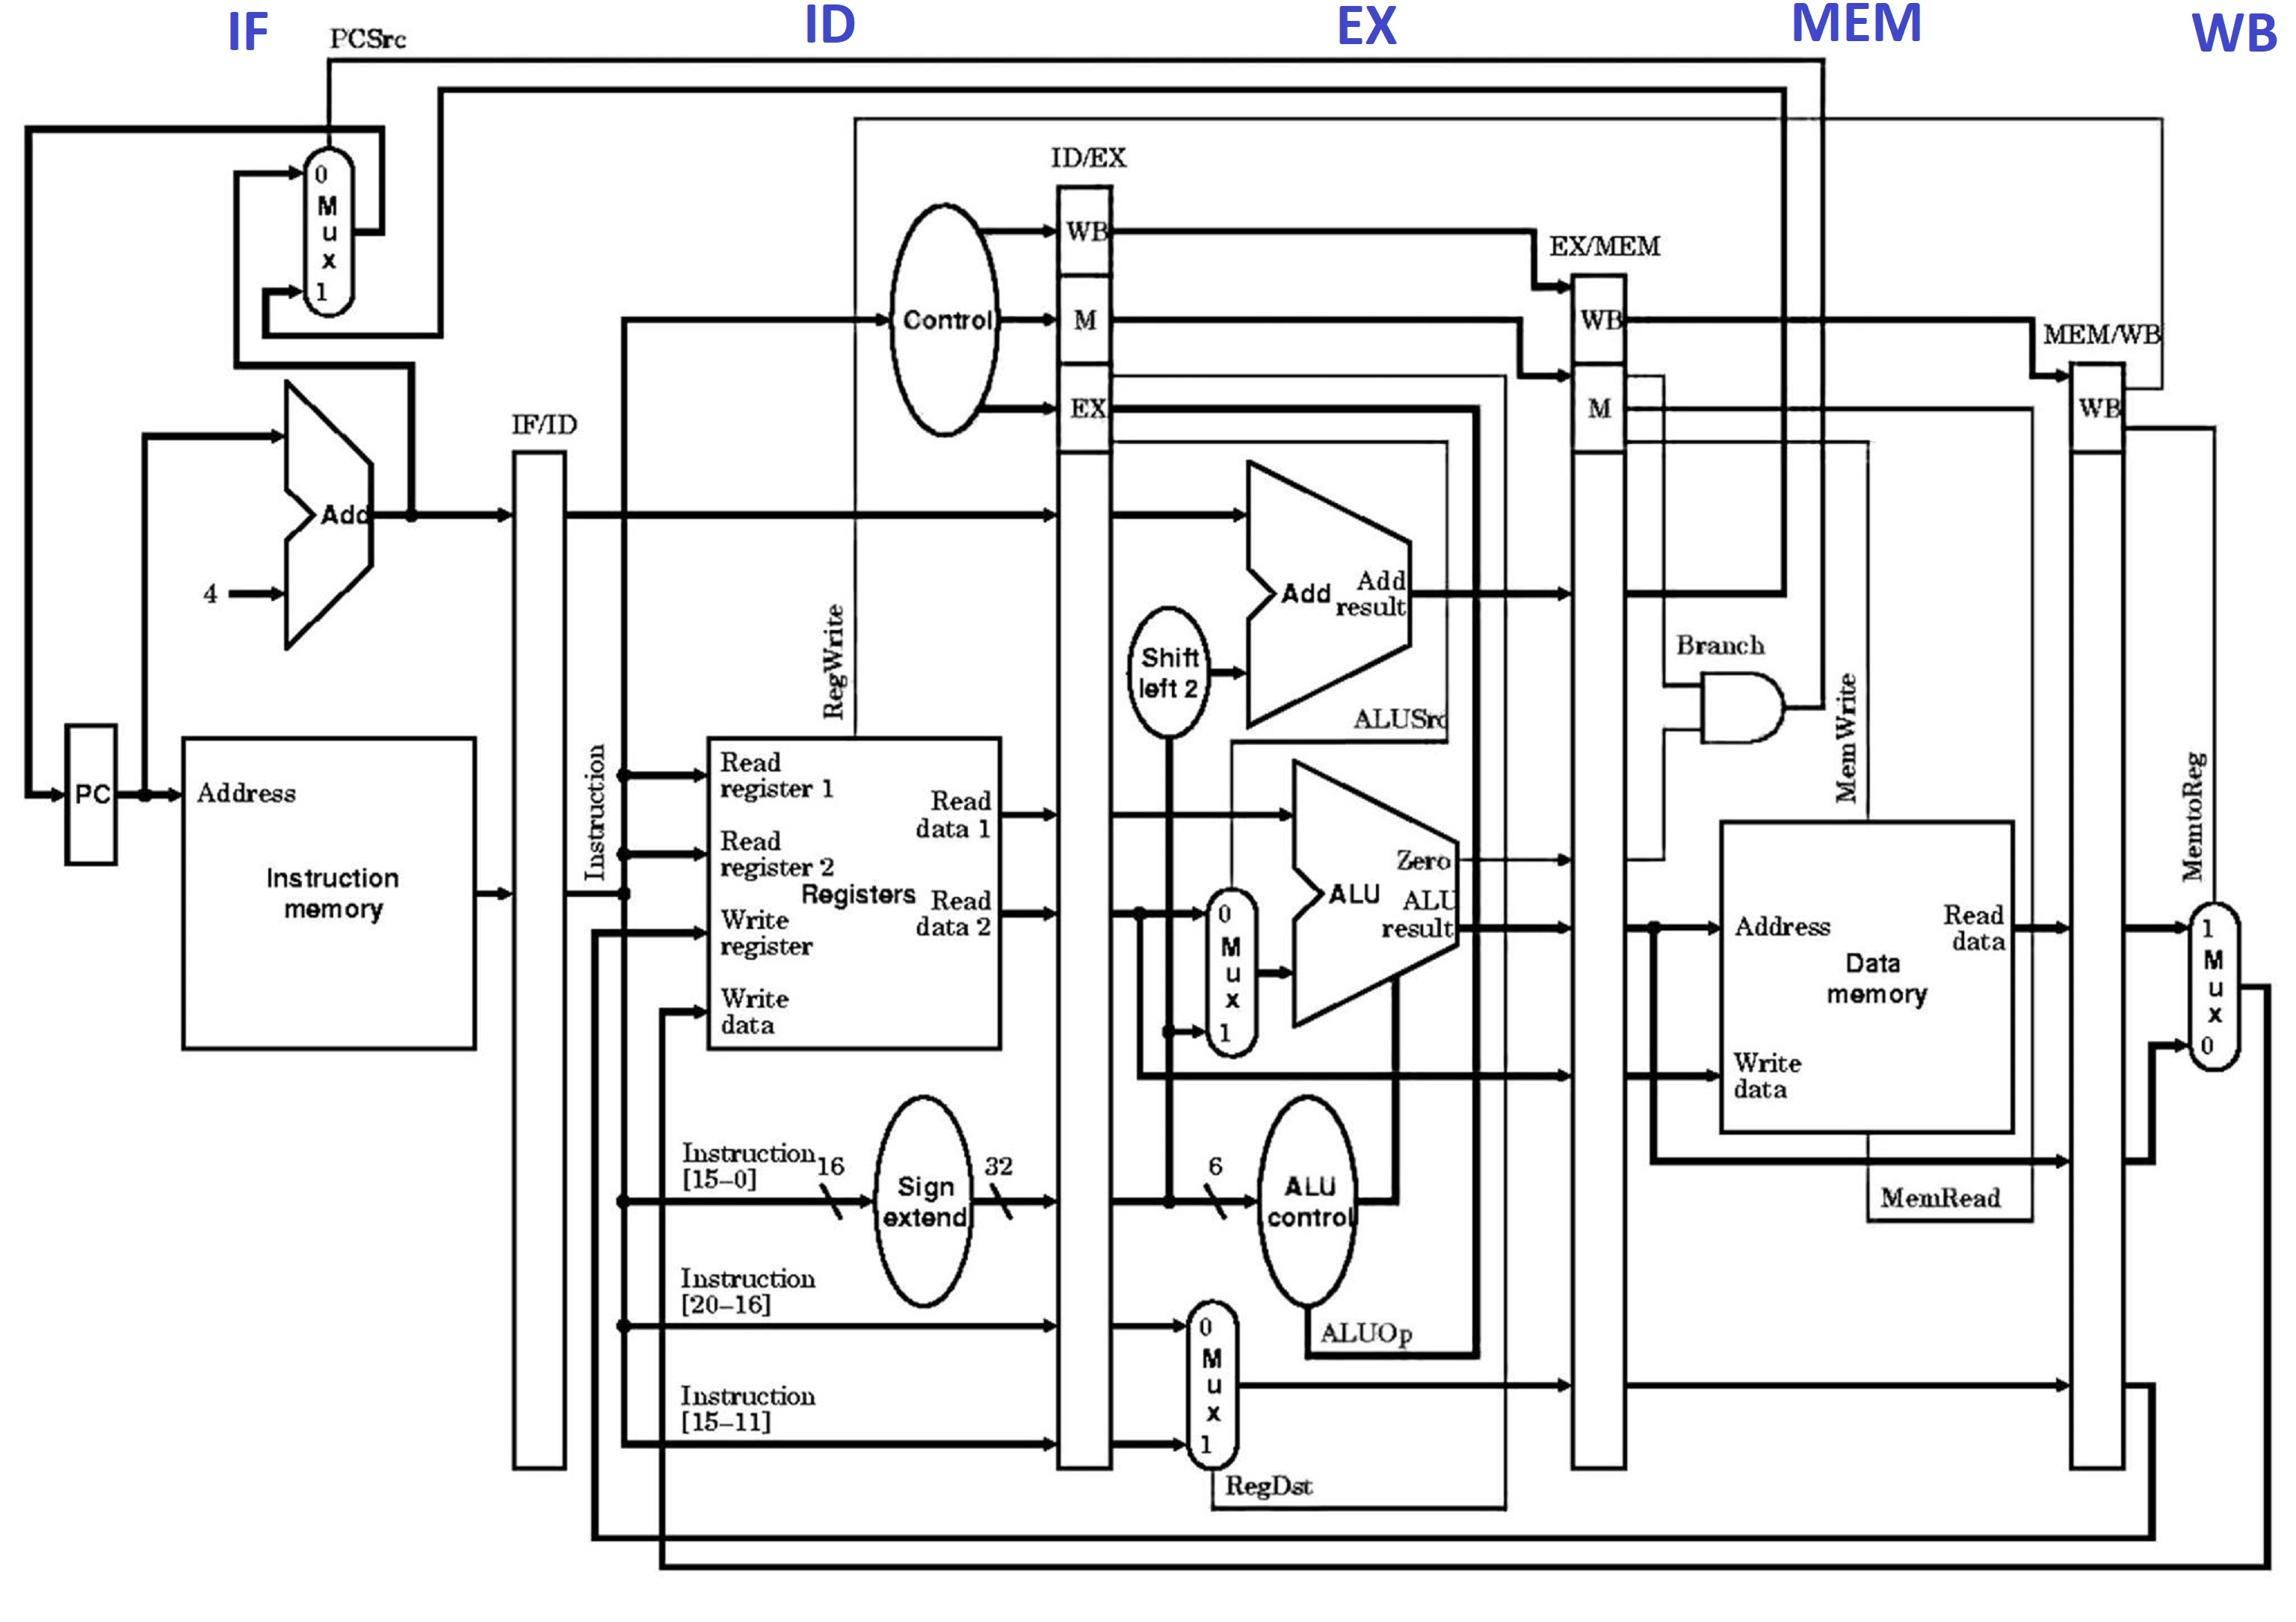 IF
ID
EX
MEM
WB
PCSrc
0
M
u
x
1
ID/EX
WB
M
EX
Control
EX/MEM
WB
M
MEM/WB
WB
IF/ID
Add
4
RegWrite
Add
Add
result
Shift
left 2
ALUSrc
Branch
MemWrite
MemtoReg
PC
Address
Instruction
memory
Instruction
Read
register 1
Read
register 2
Registers
Write
register
Write
data
Read
data 1
Read
data 2
0
M
u
x
1
Zero
ALU
ALU
result
Address
Read
data
Data
memory
Write
data
1
M
u
x
0
Instruction
[15–0]
16
Sign
extend
32
6
ALU
control
MemRead
Instruction
[20–16]
ALUOp
0
M
u
x
1
Instruction
[15–11]
RegDst